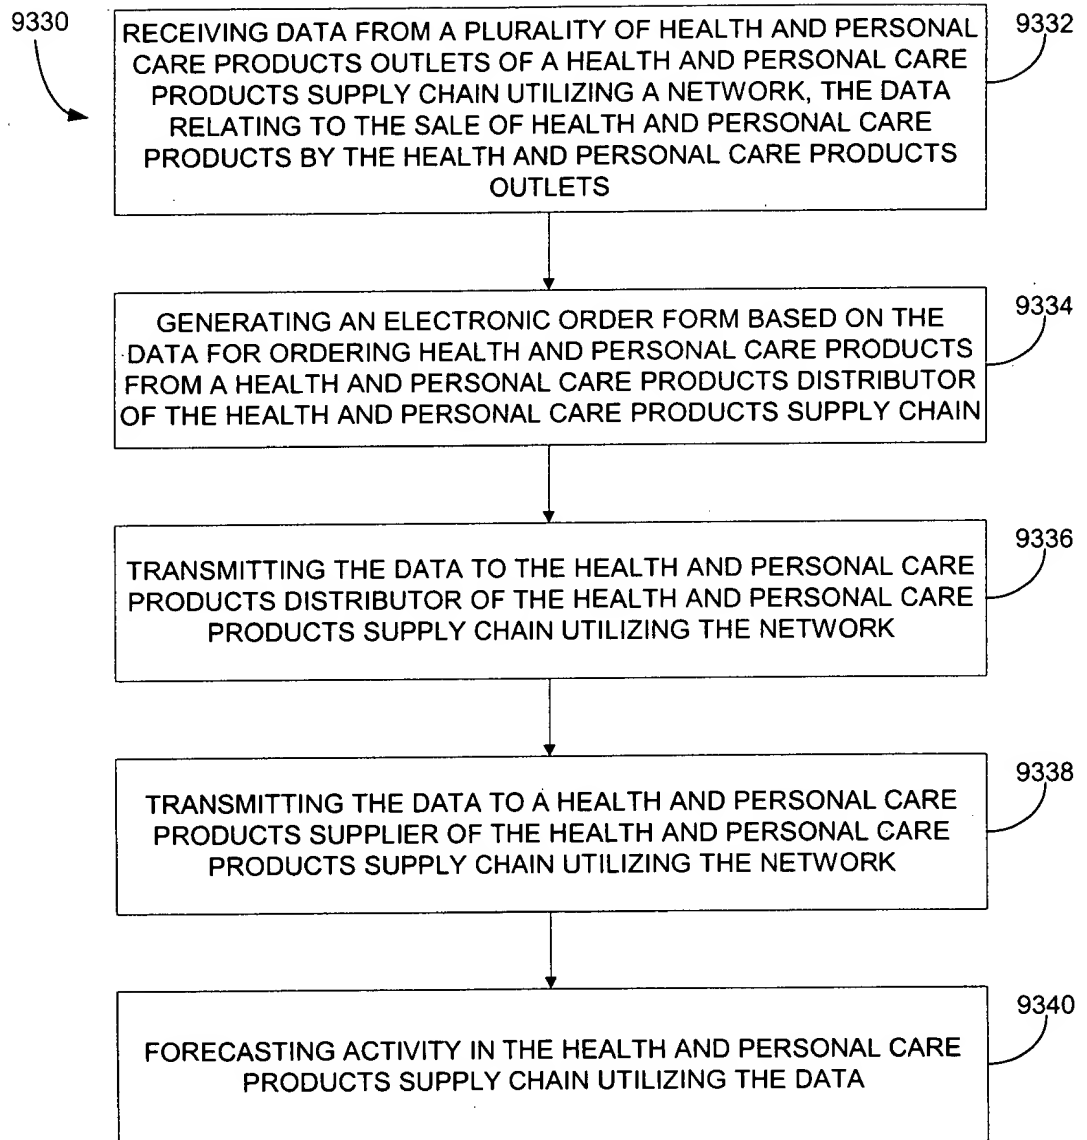 9330
RECEIVING DATA FROM A PLURALITY OF HEALTH AND PERSONAL
CARE PRODUCTS OUTLETS OF A HEALTH AND PERSONAL CARE
PRODUCTS SUPPLY CHAIN UTILIZING A NETWORK, THE DATA
RELATING TO THE SALE OF HEALTH AND PERSONAL CARE
PRODUCTS BY THE HEALTH AND PERSONAL CARE PRODUCTS
OUTLETS
9332
GENERATING AN ELECTRONIC ORDER FORM BASED ON THE
DATA FOR ORDERING HEALTH AND PERSONAL CARE PRODUCTS
FROM A HEALTH AND PERSONAL CARE PRODUCTS DISTRIBUTOR
OF THE HEALTH AND PERSONAL CARE PRODUCTS SUPPLY CHAIN
9334
TRANSMITTING THE DATA TO THE HEALTH AND PERSONAL CARE
PRODUCTS DISTRIBUTOR OF THE HEALTH AND PERSONAL CARE
PRODUCTS SUPPLY CHAIN UTILIZING THE NETWORK
9336
TRANSMITTING THE DATA TO A HEALTH AND PERSONAL CARE
PRODUCTS SUPPLIER OF THE HEALTH AND PERSONAL CARE
PRODUCTS SUPPLY CHAIN UTILIZING THE NETWORK
9338
FORECASTING ACTIVITY IN THE HEALTH AND PERSONAL CARE
PRODUCTS SUPPLY CHAIN UTILIZING THE DATA
9340